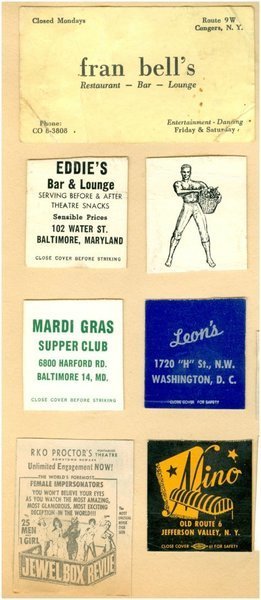 Closed Mondays
Route 9W
Congers, N. Y.
fran bell's
Restaurant — Bar — Lounge
Phone:
CO 8-3808
Entertainment - Dancing
Friday & Saturday
EDDIE'S
Bar & Lounge
SERVING BEFORE & AFTER
THEATRE SNACKS
Sensible Prices
102 WATER ST.
BALTIMORE, MARYLAND
CLOSE COVER BEFORE STRIKING
MARDI GRAS
SUPPER CLUB
6800 HARFORD RD.
BALTIMORE 14, MD.
CLOSE COVER BEFORE STRIKING
Leon's
1720 "H" St., N.W.
WASHINGTON, D. C.
CLOSE COVER FOR SAFETY
RKO PROCTOR'S
THEATRE
DOWNTOWN NEWARK
Unlimited Engagement NOW!
THE WORLD'S FOREMOST
FEMALE IMPERSONATORS
YOU WON'T BELIEVE YOUR
EYES AS YOU WATCH THE MOST AMAZING,
MOST GLAMOROUS, MOST EXCITING
DECEPTION IN THE WORLD!!!
25
MEN
1
GIRL
JEWEL BOX REVUE
Nino
OLD ROUTE 6
JEFFERSON VALLEY, N. Y.
CLOSE COVER FOR SAFETY